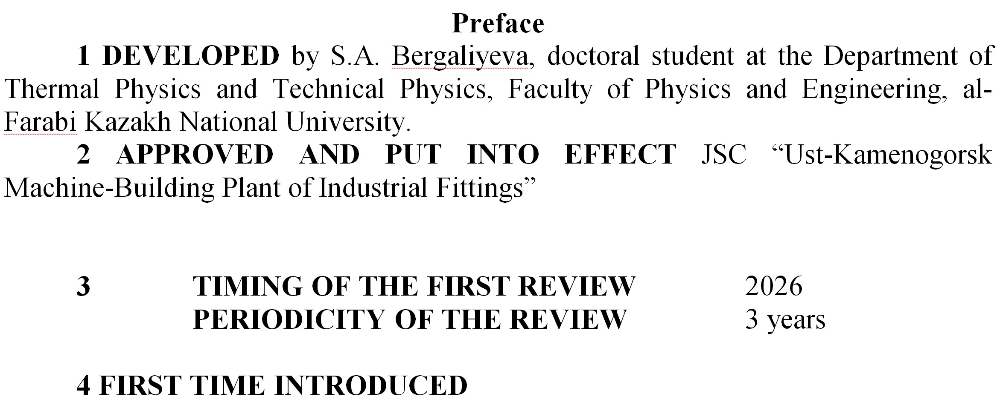 Preface
1 DEVELOPED by S.A. Bergaliyeva, doctoral student at the Department of
Thermal Physics and Technical Physics, Faculty of Physics and Engineering, al-
Farabi Kazakh National University.
2 APPROVED AND PUT INTO EFFECT JSC “Ust-Kamenogorsk
Machine-Building Plant of Industrial Fittings”
3 TIMING OF THE FIRST REVIEW 2026
PERIODICITY OF THE REVIEW 3 years
4 FIRST TIME INTRODUCED